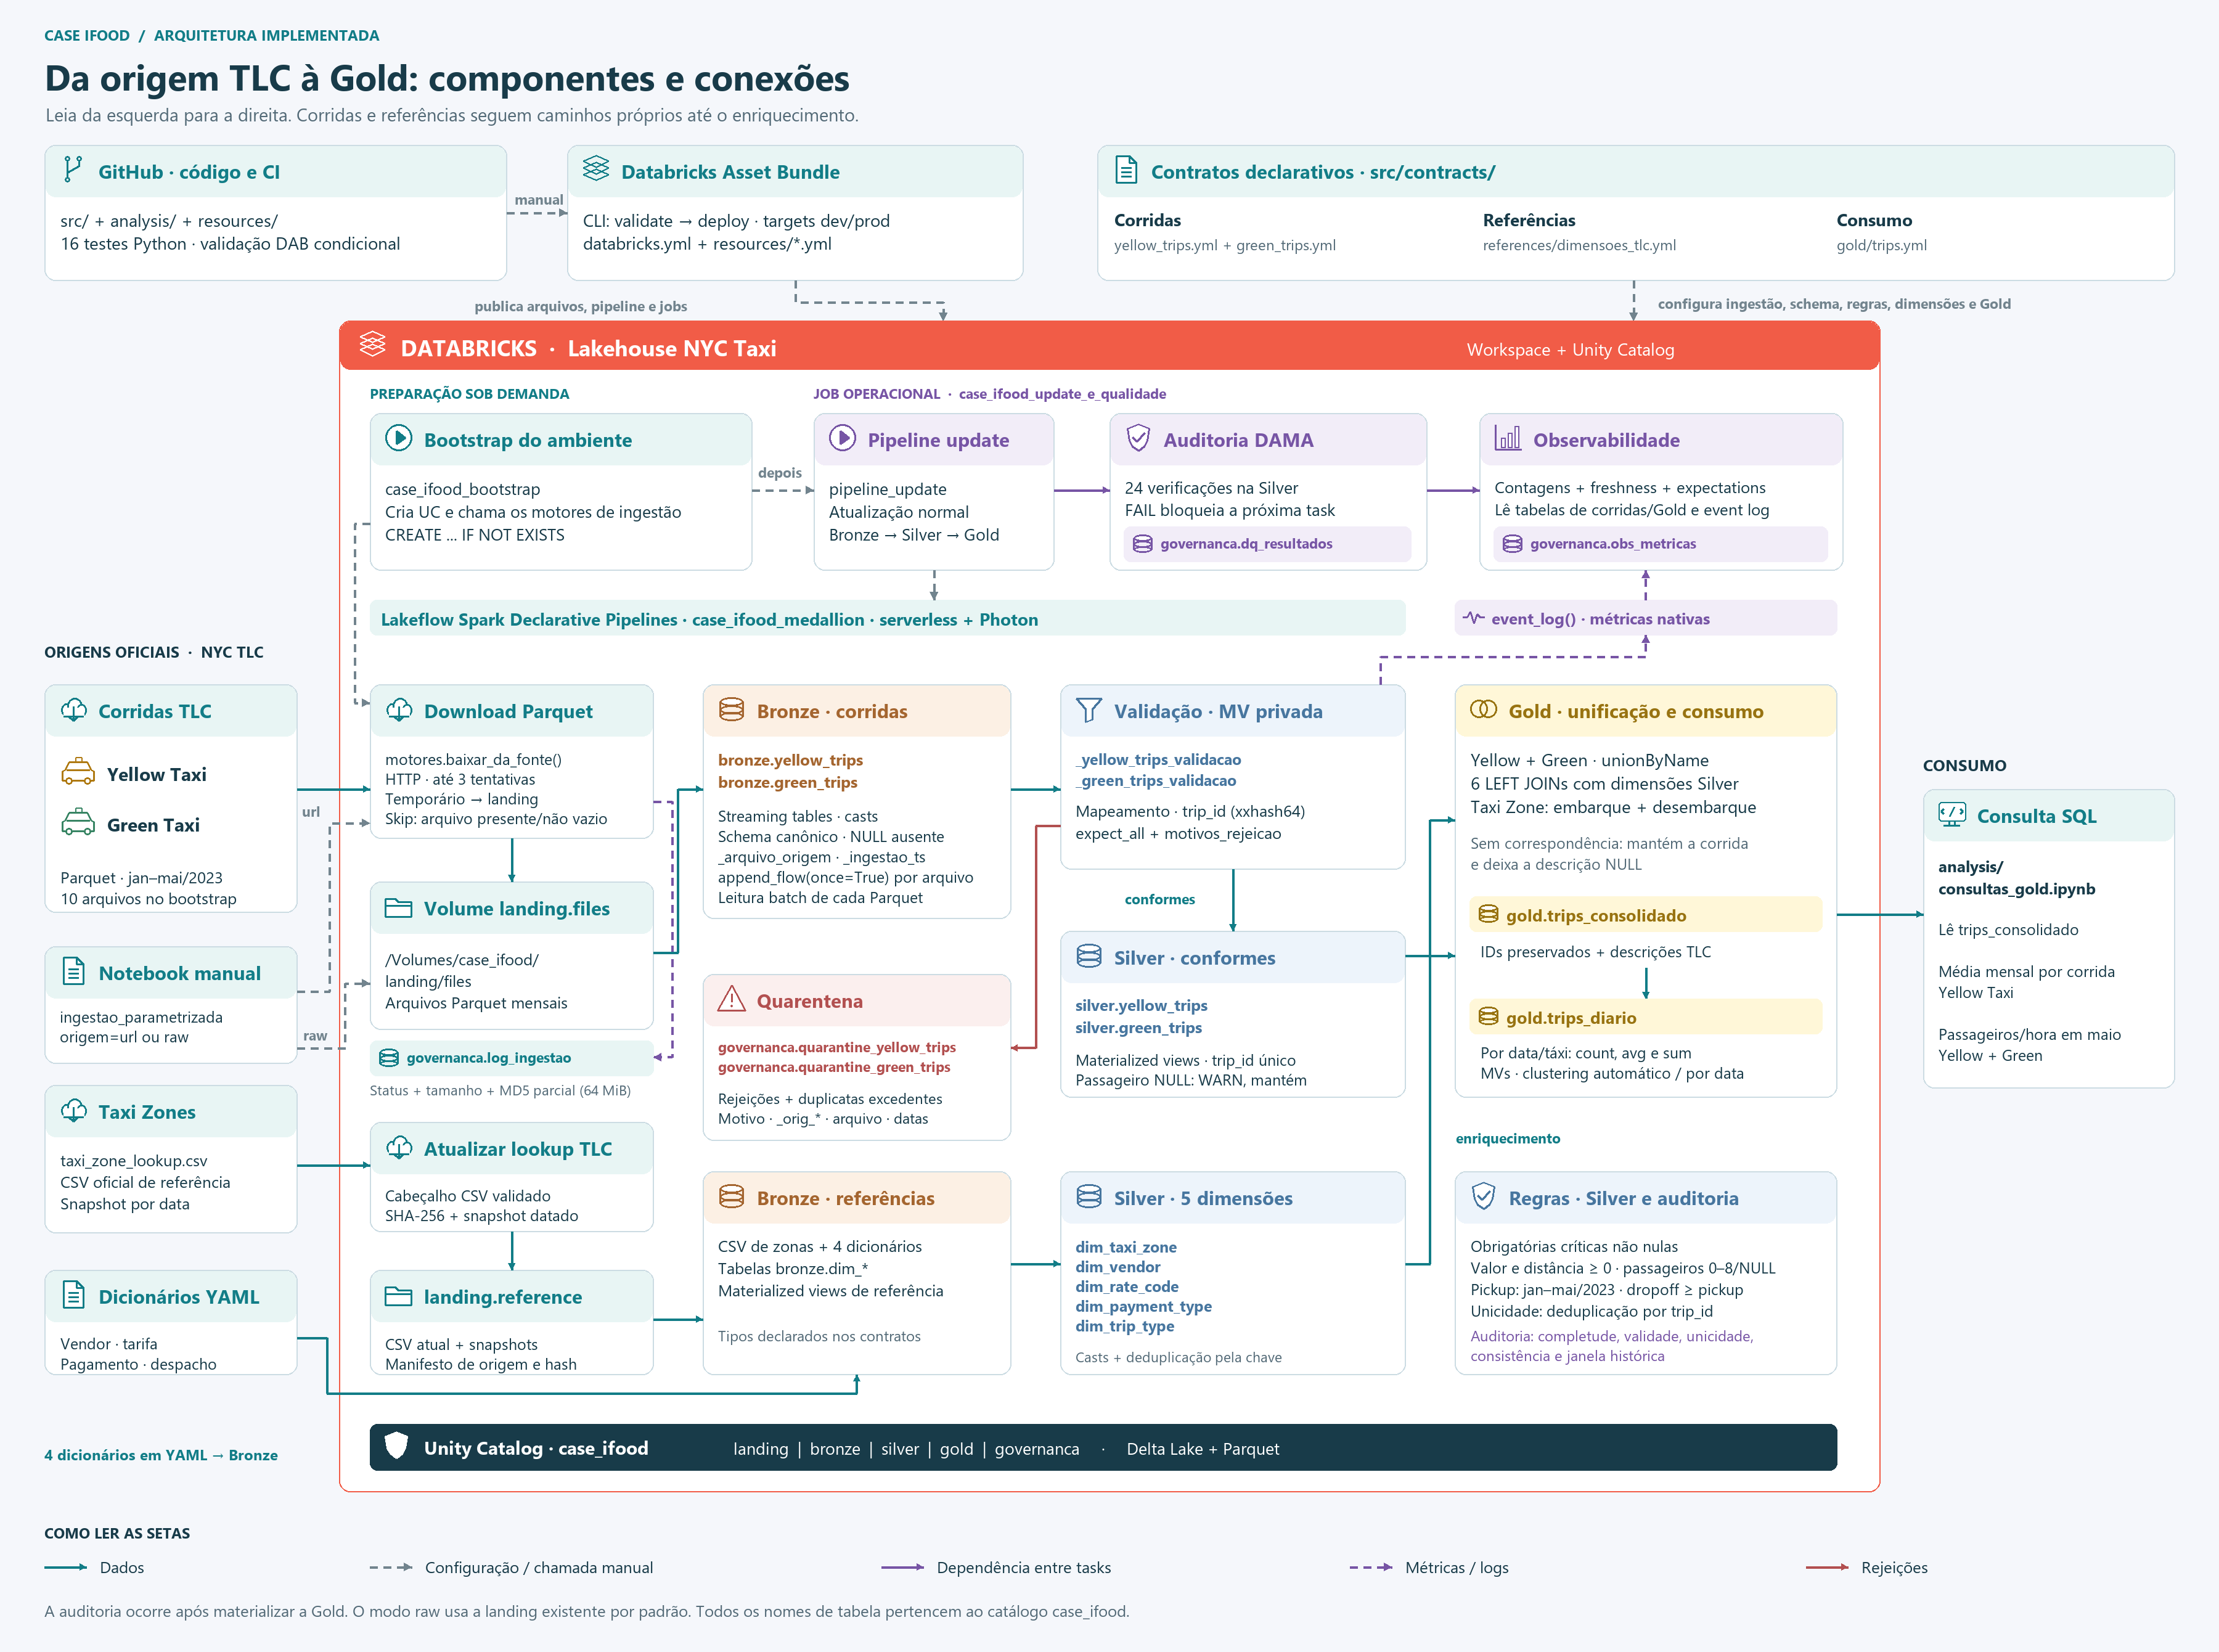 CASE IFOOD / ARQUITETURA IMPLEMENTADA
Da origem TLC à Gold: componentes e conexões
Leia da esquerda para a direita. Corridas e referências seguem caminhos próprios até o enriquecimento.
GitHub · código e CI
src/ + analysis/ + resources/
16 testes Python · validação DAB condicional
manual
Databricks Asset Bundle
CLI: validate → deploy · targets dev/prod
databricks.yml + resources/*.yml
Contratos declarativos · src/contracts/
Corridas
yellow_trips.yml + green_trips.yml
Referências
references/dimensoes_tlc.yml
Consumo
gold/trips.yml
publica arquivos, pipeline e jobs
configura ingestão, schema, regras, dimensões e Gold
DATABRICKS · Lakehouse NYC Taxi
Workspace + Unity Catalog
PREPARAÇÃO SOB DEMANDA
JOB OPERACIONAL · case_ifood_update_e_qualidade
Bootstrap do ambiente
case_ifood_bootstrap
Cria UC e chama os motores de ingestão
CREATE ... IF NOT EXISTS
depois
Pipeline update
pipeline_update
Atualização normal
Bronze → Silver → Gold
Auditoria DAMA
24 verificações na Silver
FAIL bloqueia a próxima task
governanca.dq_resultados
Observabilidade
Contagens + freshness + expectations
Lê tabelas de corridas/Gold e event log
governanca.obs_metricas
Lakeflow Spark Declarative Pipelines · case_ifood_medallion · serverless + Photon
event_log() · métricas nativas
ORIGENS OFICIAIS · NYC TLC
Corridas TLC
Yellow Taxi
Green Taxi
Parquet · jan–mai/2023
10 arquivos no bootstrap
url
Notebook manual
ingestao_parametrizada
origem=url ou raw
raw
Taxi Zones
taxi_zone_lookup.csv
CSV oficial de referência
Snapshot por data
Dicionários YAML
Vendor · tarifa
Pagamento · despacho
4 dicionários em YAML → Bronze
Download Parquet
motores.baixar_da_fonte()
HTTP · até 3 tentativas
Temporário → landing
Skip: arquivo presente/não vazio
Volume landing.files
/Volumes/case_ifood/
landing/files
Arquivos Parquet mensais
governanca.log_ingestao
Status + tamanho + MD5 parcial (64 MiB)
Atualizar lookup TLC
Cabeçalho CSV validado
SHA-256 + snapshot datado
landing.reference
CSV atual + snapshots
Manifesto de origem e hash
Bronze · corridas
bronze.yellow_trips
bronze.green_trips
Streaming tables · casts
Schema canônico · NULL ausente
_arquivo_origem · _ingestao_ts
append_flow(once=True) por arquivo
Leitura batch de cada Parquet
Quarentena
governanca.quarantine_yellow_trips
governanca.quarantine_green_trips
Rejeições + duplicatas excedentes
Motivo · _orig_* · arquivo · datas
Bronze · referências
CSV de zonas + 4 dicionários
Tabelas bronze.dim_*
Materialized views de referência
Tipos declarados nos contratos
Validação · MV privada
_yellow_trips_validacao
_green_trips_validacao
Mapeamento · trip_id (xxhash64)
expect_all + motivos_rejeicao
conformes
Silver · conformes
silver.yellow_trips
silver.green_trips
Materialized views · trip_id único
Passageiro NULL: WARN, mantém
Silver · 5 dimensões
dim_taxi_zone
dim_vendor
dim_rate_code
dim_payment_type
dim_trip_type
Casts + deduplicação pela chave
Gold · unificação e consumo
Yellow + Green · unionByName
6 LEFT JOINs com dimensões Silver
Taxi Zone: embarque + desembarque
Sem correspondência: mantém a corrida
e deixa a descrição NULL
gold.trips_consolidado
IDs preservados + descrições TLC
gold.trips_diario
Por data/táxi: count, avg e sum
MVs · clustering automático / por data
enriquecimento
Regras · Silver e auditoria
Obrigatórias críticas não nulas
Valor e distância ≥ 0 · passageiros 0–8/NULL
Pickup: jan–mai/2023 · dropoff ≥ pickup
Unicidade: deduplicação por trip_id
Auditoria: completude, validade, unicidade,
consistência e janela histórica
CONSUMO
Consulta SQL
analysis/
consultas_gold.ipynb
Lê trips_consolidado
Média mensal por corrida
Yellow Taxi
Passageiros/hora em maio
Yellow + Green
Unity Catalog · case_ifood
landing | bronze | silver | gold | governanca · Delta Lake + Parquet
COMO LER AS SETAS
Dados
Configuração / chamada manual
Dependência entre tasks
Métricas / logs
Rejeições
A auditoria ocorre após materializar a Gold. O modo raw usa a landing existente por padrão. Todos os nomes de tabela pertencem ao catálogo case_ifood.